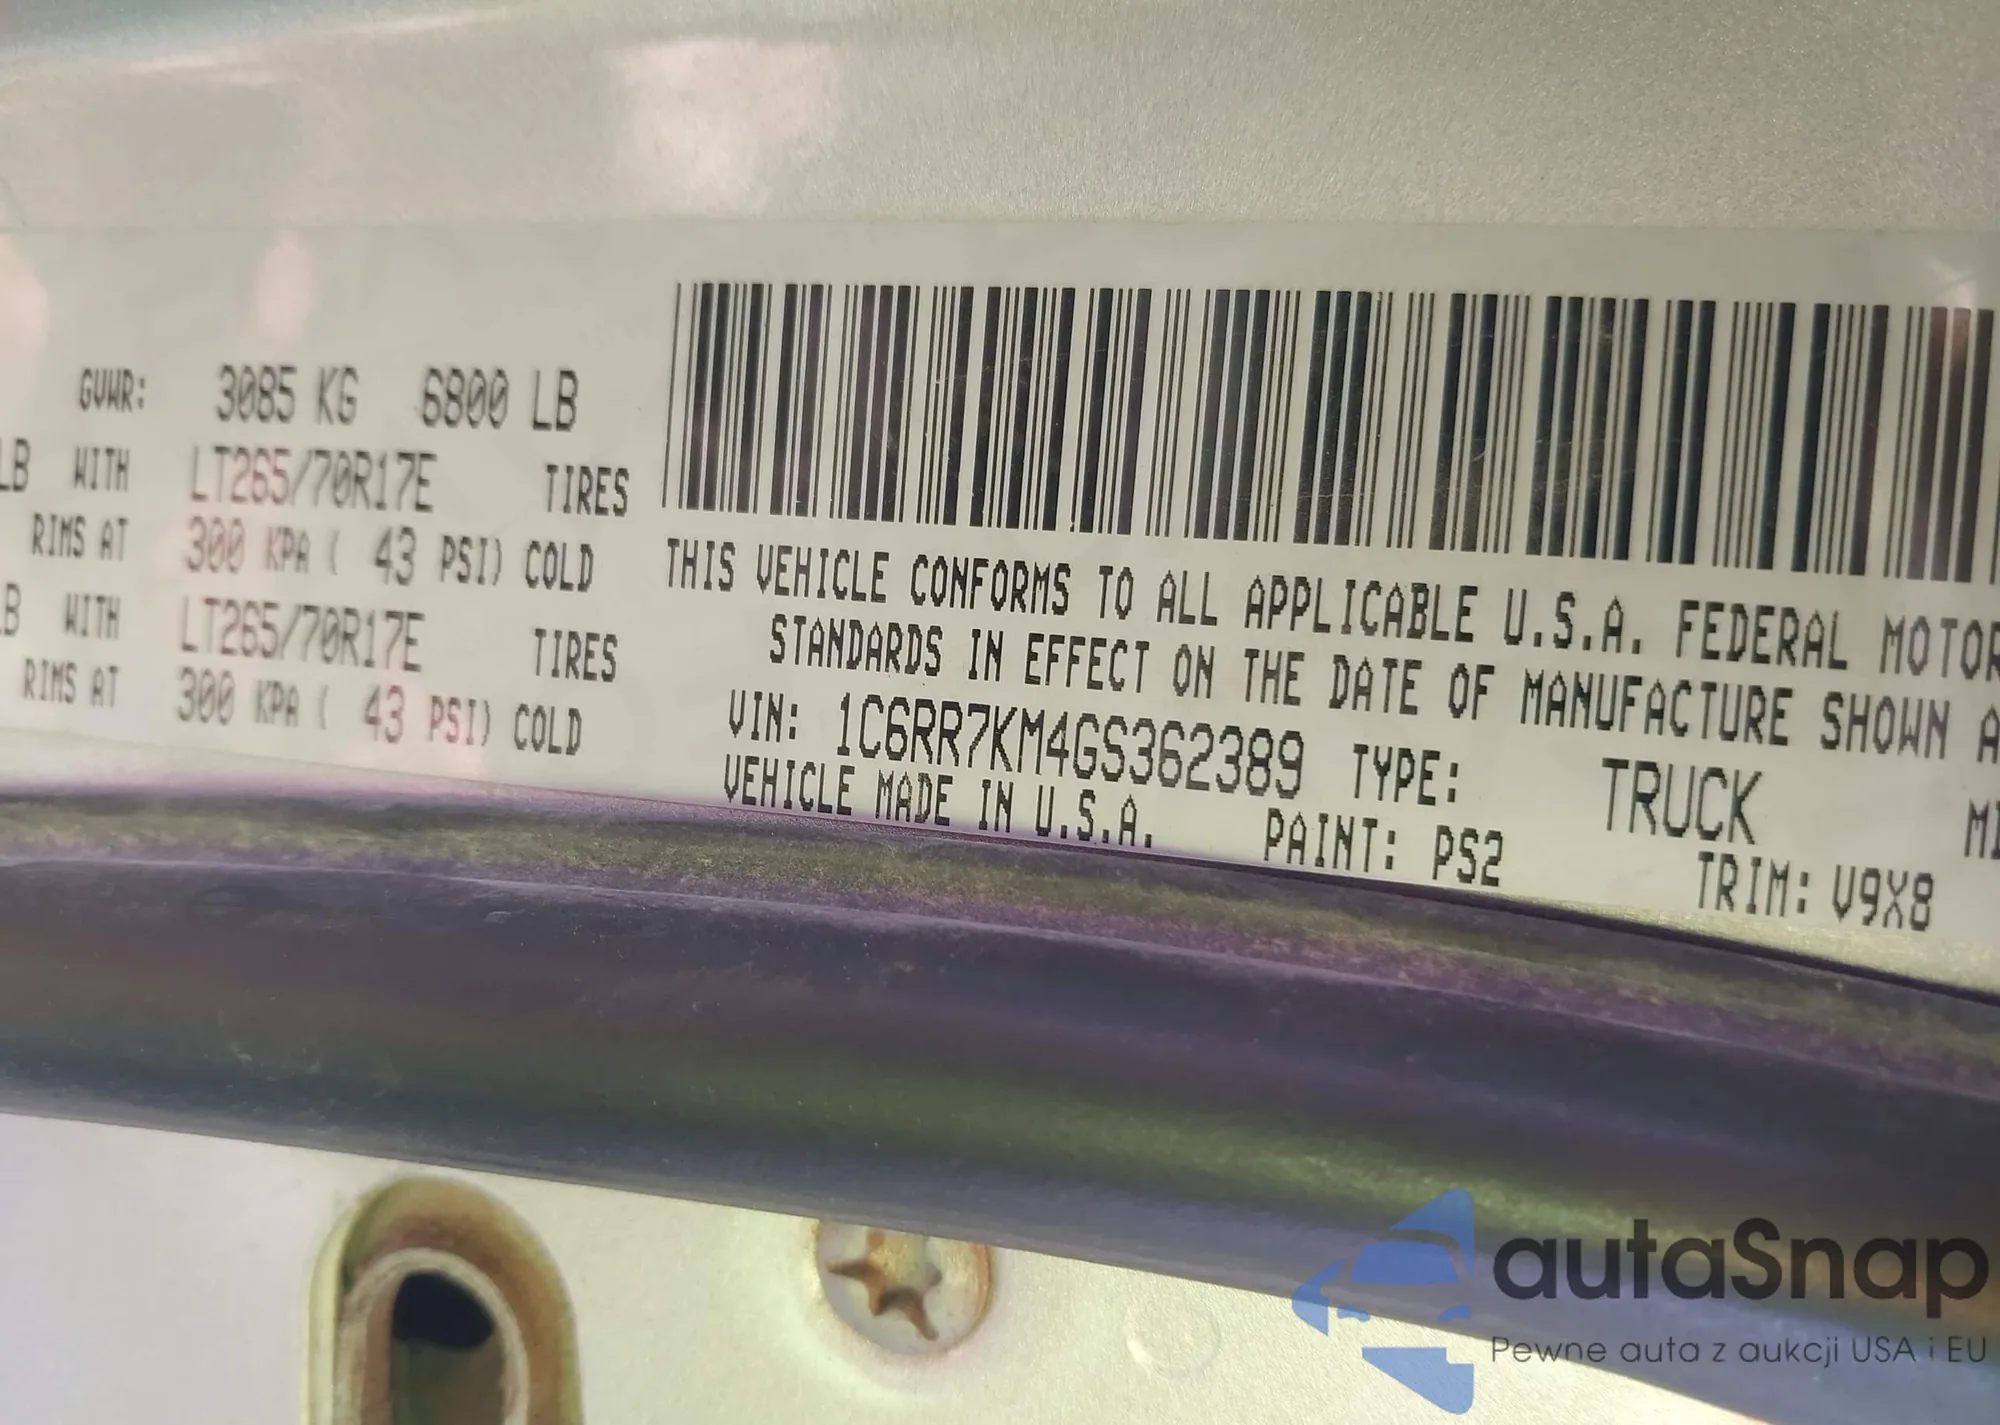 GVWR: 3085 KG 6800 LB
LB WITH LT265/70R17E TIRES
RIMS AT 300 KPA ( 43 PSI) COLD
B WITH LT265/70R17E TIRES
RIMS AT 300 KPA ( 43 PSI) COLD
THIS VEHICLE CONFORMS TO ALL APPLICABLE U.S.A. FEDERAL MOTOR
STANDARDS IN EFFECT ON THE DATE OF MANUFACTURE SHOWN A
VIN: 1C6RR7KM4GS362389 TYPE: TRUCK
VEHICLE MADE IN U.S.A. PAINT: PS2 TRIM: V9X8
autaSnap
Pewne auta z aukcji USA i EU